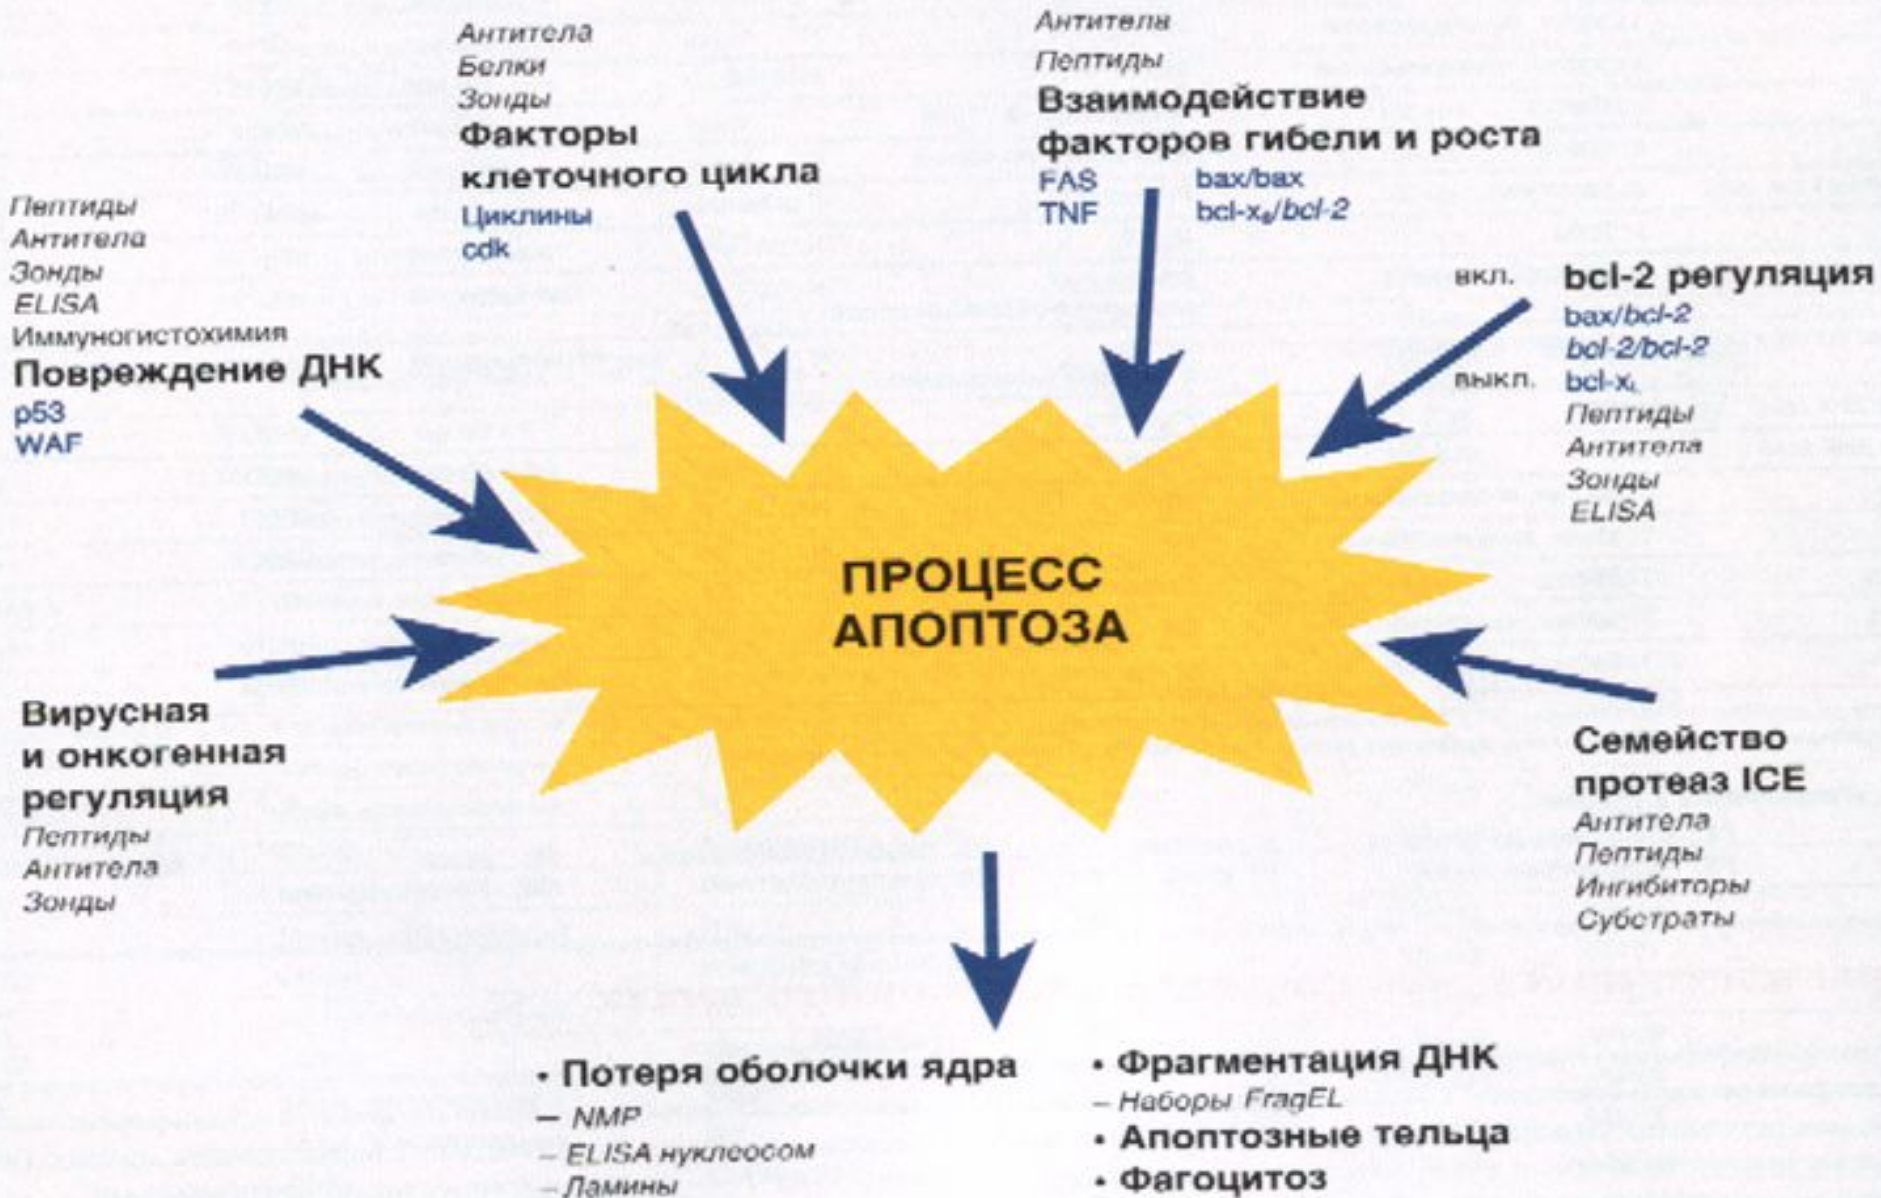 Антитела
Белки
Зонды
Факторы
клеточного цикла
Циклины
cdk
Антитела
Пептиды
Взаимодействие
факторов гибели и роста
FAS bax/bax
TNF bcl-xs/bcl-2
Пептиды
Антитела
Зонды
ELISA
Иммуногистохимия
Повреждение ДНК
p53
WAF
вкл. bcl-2 регуляция
bax/bcl-2
bcl-2/bcl-2
выкл. bcl-xL
Пептиды
Антитела
Зонды
ELISA
ПРОЦЕСС
АПОПТОЗА
Вирусная
и онкогенная
регуляция
Пептиды
Антитела
Зонды
Семейство
протеаз ICE
Антитела
Пептиды
Ингибиторы
Субстраты
• Потеря оболочки ядра
– NMP
– ELISA нуклеосом
– Ламины
• Фрагментация ДНК
– Наборы FragEL
• Апоптозные тельца
• Фагоцитоз